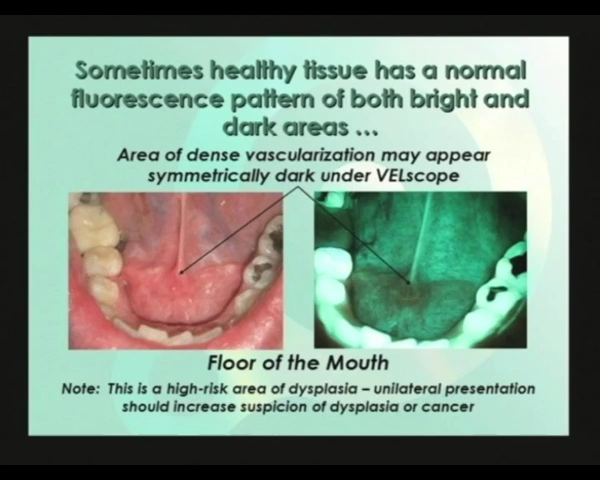 Sometimes healthy tissue has a normal
fluorescence pattern of both bright and
dark areas ...
Area of dense vascularization may appear
symmetrically dark under VELscope
Floor of the Mouth
Note: This is a high-risk area of dysplasia – unilateral presentation
should increase suspicion of dysplasia or cancer